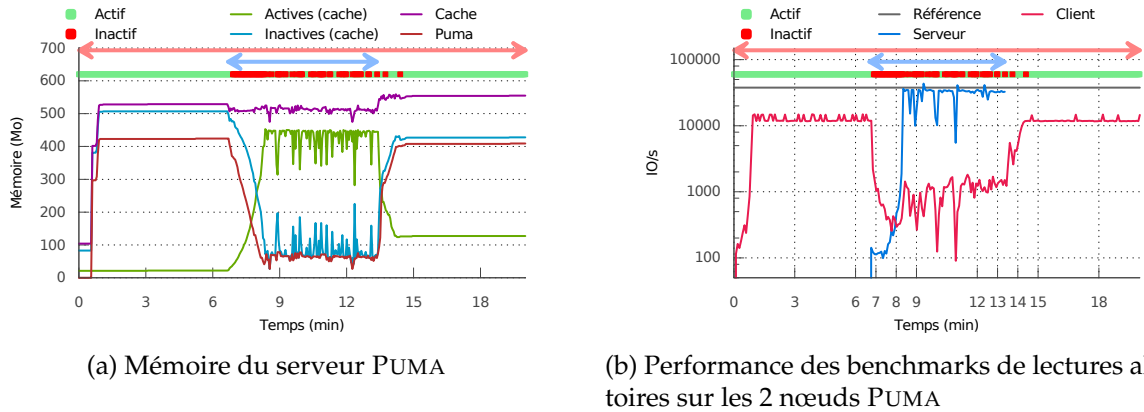 Actif Actives (cache) Cache
Inactif Inactives (cache) Puma
700
600
500
400
300
200
100
0
Mémoire (Mo)
0 3 6 9 12 15 18
Temps (min)
(a) Mémoire du serveur PUMA
Actif Référence Client
Inactif Serveur
100000
10000
1000
100
IO/s
0 3 6 7 8 9 12 13 14 15 18
Temps (min)
(b) Performance des benchmarks de lectures al
toires sur les 2 nœuds PUMA